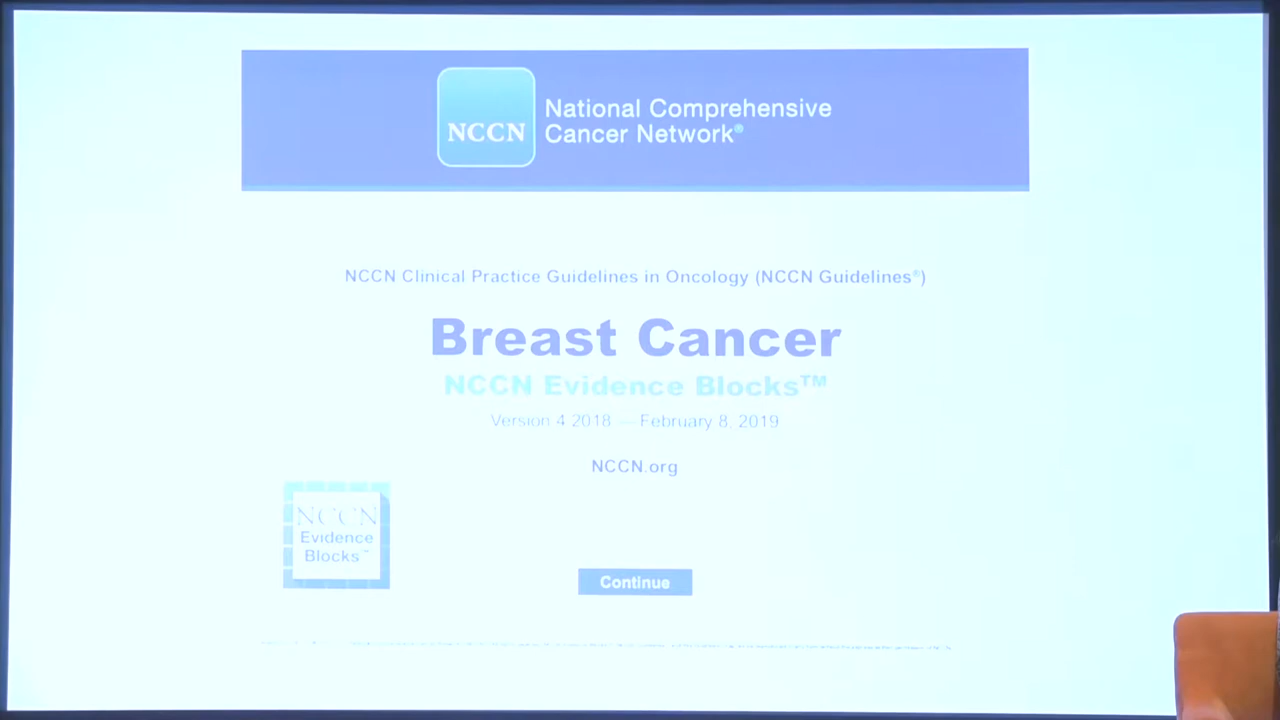 NCCN
National Comprehensive
Cancer Network®
NCCN Clinical Practice Guidelines in Oncology (NCCN Guidelines®)
Breast Cancer
NCCN Evidence Blocks™
Version 4 2018 — February 8, 2019
NCCN.org
NCCN
Evidence
Blocks™
Continue